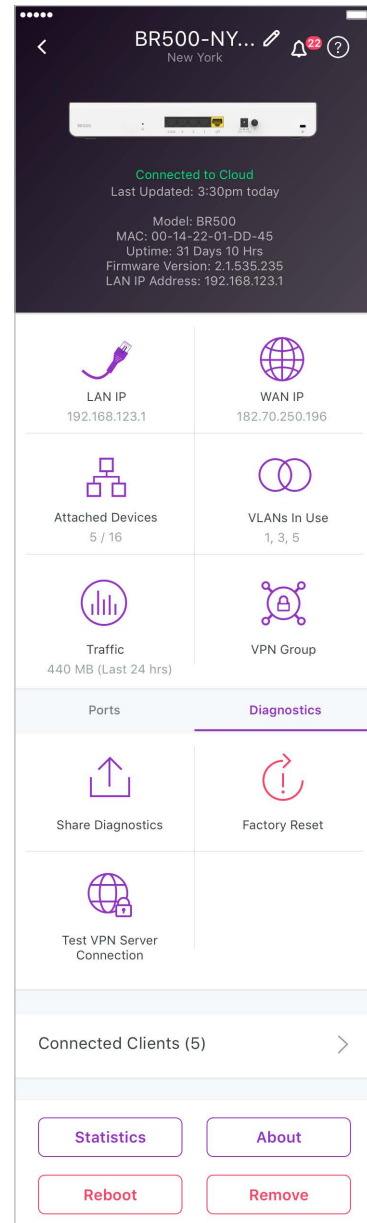 BR500-NY...
22
?
New York
BR500
Connected to Cloud
Last Updated: 3:30pm today
Model: BR500
MAC: 00-14-22-01-DD-45
Uptime: 31 Days 10 Hrs
Firmware Version: 2.1.535.235
LAN IP Address: 192.168.123.1
LAN IP
WAN IP
192.168.123.1
182.70.250.196
Attached Devices
VLANs In Use
5 / 16
1, 3, 5
Traffic
VPN Group
440 MB (Last 24 hrs)
Ports
Diagnostics
Share Diagnostics
Factory Reset
Test VPN Server
Connection
Connected Clients (5)
Statistics
About
Reboot
Remove